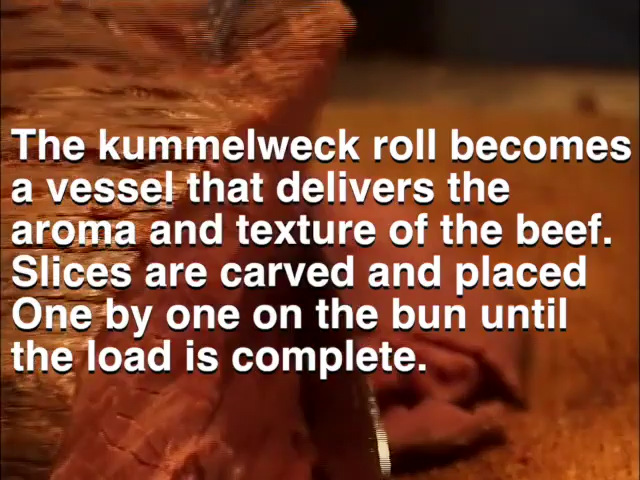 The kummelweck roll becomes
a vessel that delivers the
aroma and texture of the beef.
Slices are carved and placed
One by one on the bun until
the load is complete.